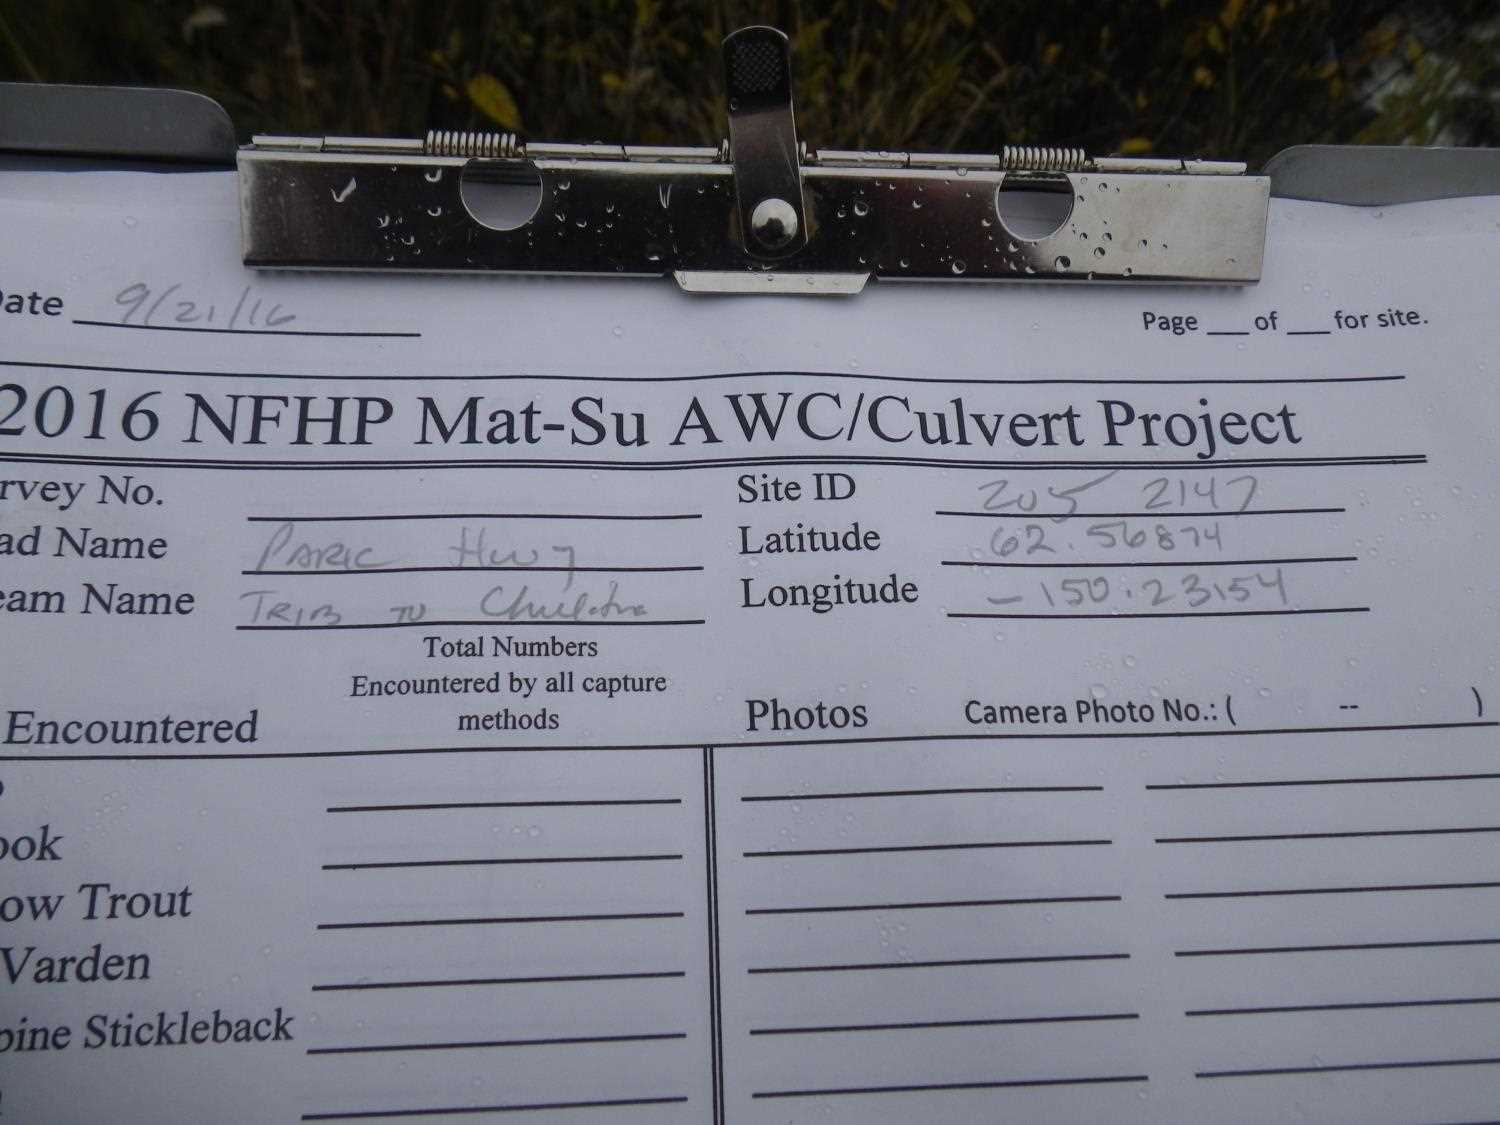 Date 9/21/16
Page ___ of ___ for site.
2016 NFHP Mat-Su AWC/Culvert Project
rvey No.
Site ID 205 2147
ad Name Park Hwy
Latitude 62.56874
eam Name Trib to
Longitude -150.23154
Total Numbers
Encountered by all capture
methods
Encountered
Photos
Camera Photo No.: ( -- )
ook
ow Trout
Varden
pine Stickleback